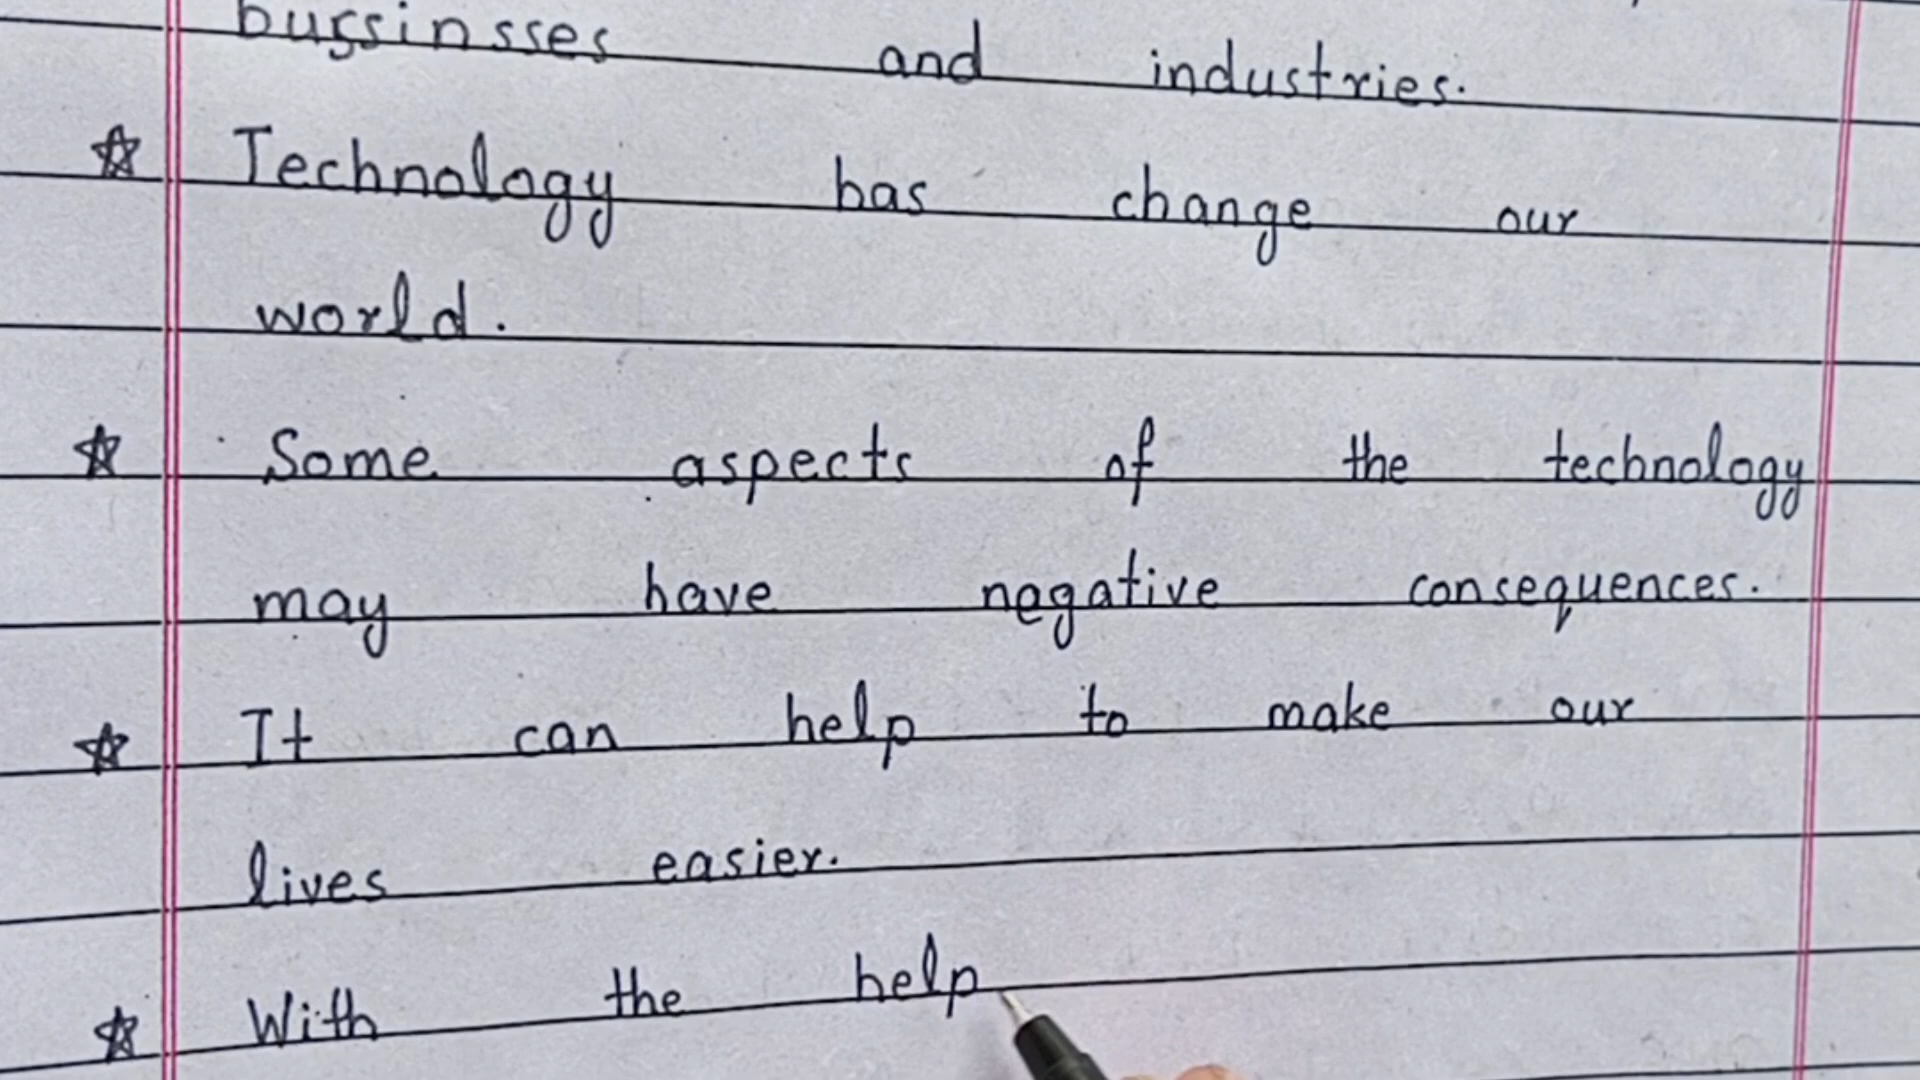 bussinsses and industries.
☆ Technology has change our
world.
☆ Some aspects of the technology
may have negative consequences.
☆ It can help to make our
lives easier.
☆ With the help